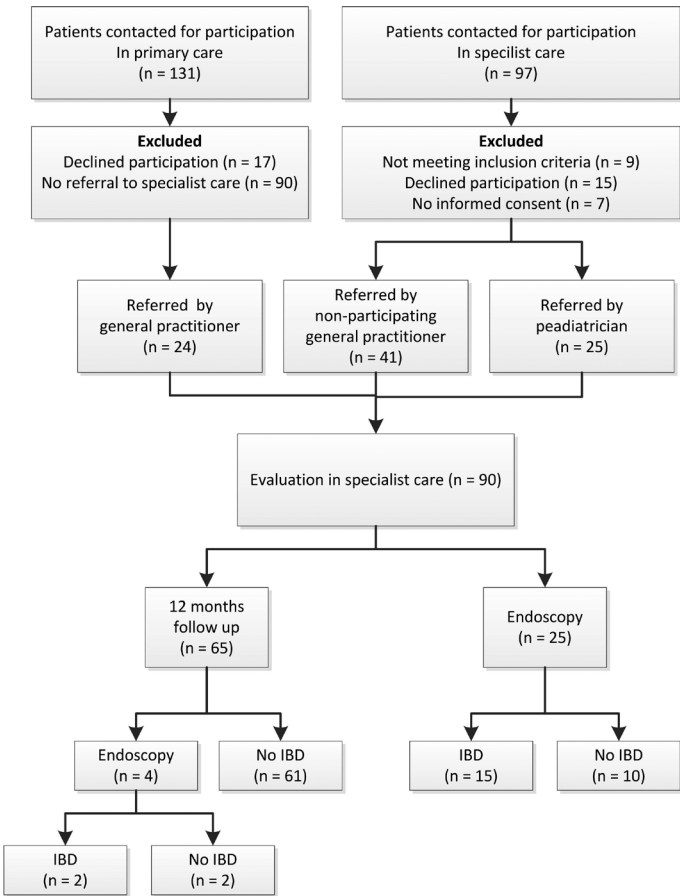 Patients contacted for participation
In primary care
(n = 131)
Patients contacted for participation
In specilist care
(n = 97)
Excluded
Declined participation (n = 17)
No referral to specialist care (n = 90)
Excluded
Not meeting inclusion criteria (n = 9)
Declined participation (n = 15)
No informed consent (n = 7)
Referred by
general practitioner
(n = 24)
Referred by
non-participating
general practitioner
(n = 41)
Referred by
peadiatrician
(n = 25)
Evaluation in specialist care (n = 90)
12 months
follow up
(n = 65)
Endoscopy
(n = 25)
Endoscopy
(n = 4)
No IBD
(n = 61)
IBD
(n = 15)
No IBD
(n = 10)
IBD
(n = 2)
No IBD
(n = 2)